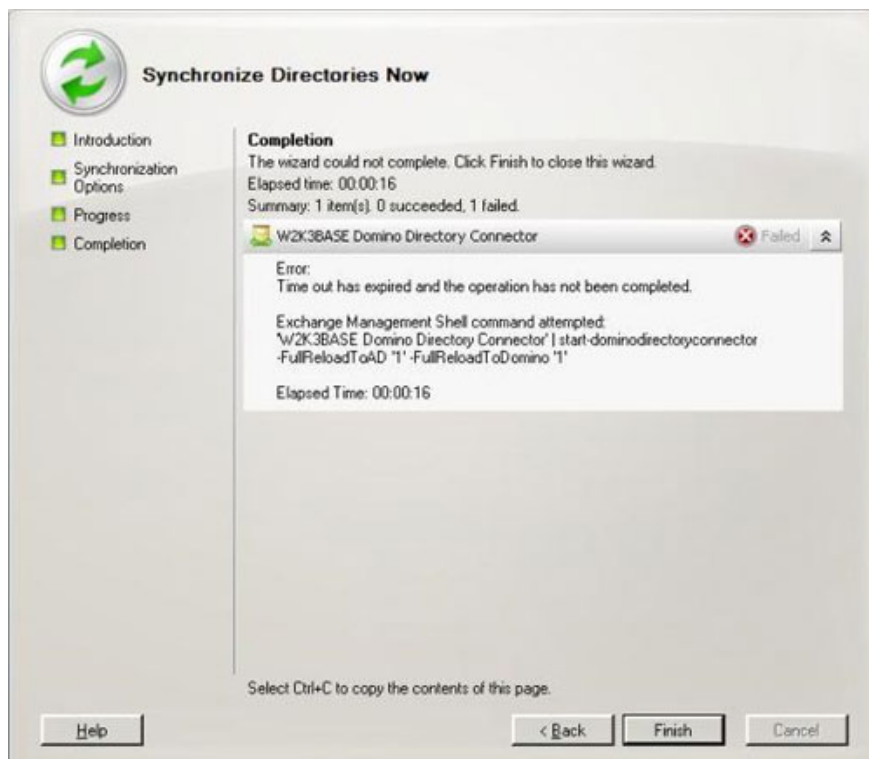 Synchronize Directories Now
Introduction
Synchronization
Options
Progress
Completion
Completion
The wizard could not complete. Click Finish to close this wizard.
Elapsed time: 00:00:16
Summary: 1 item(s). 0 succeeded, 1 failed.
W2K3BASE Domino Directory Connector Failed
Error:
Time out has expired and the operation has not been completed.
Exchange Management Shell command attempted:
'W2K3BASE Domino Directory Connector' | start-dominodirectoryconnector
-FullReloadToAD '1' -FullReloadToDomino '1'
Elapsed Time: 00:00:16
Select Ctrl+C to copy the contents of this page.
Help < Back Finish Cancel